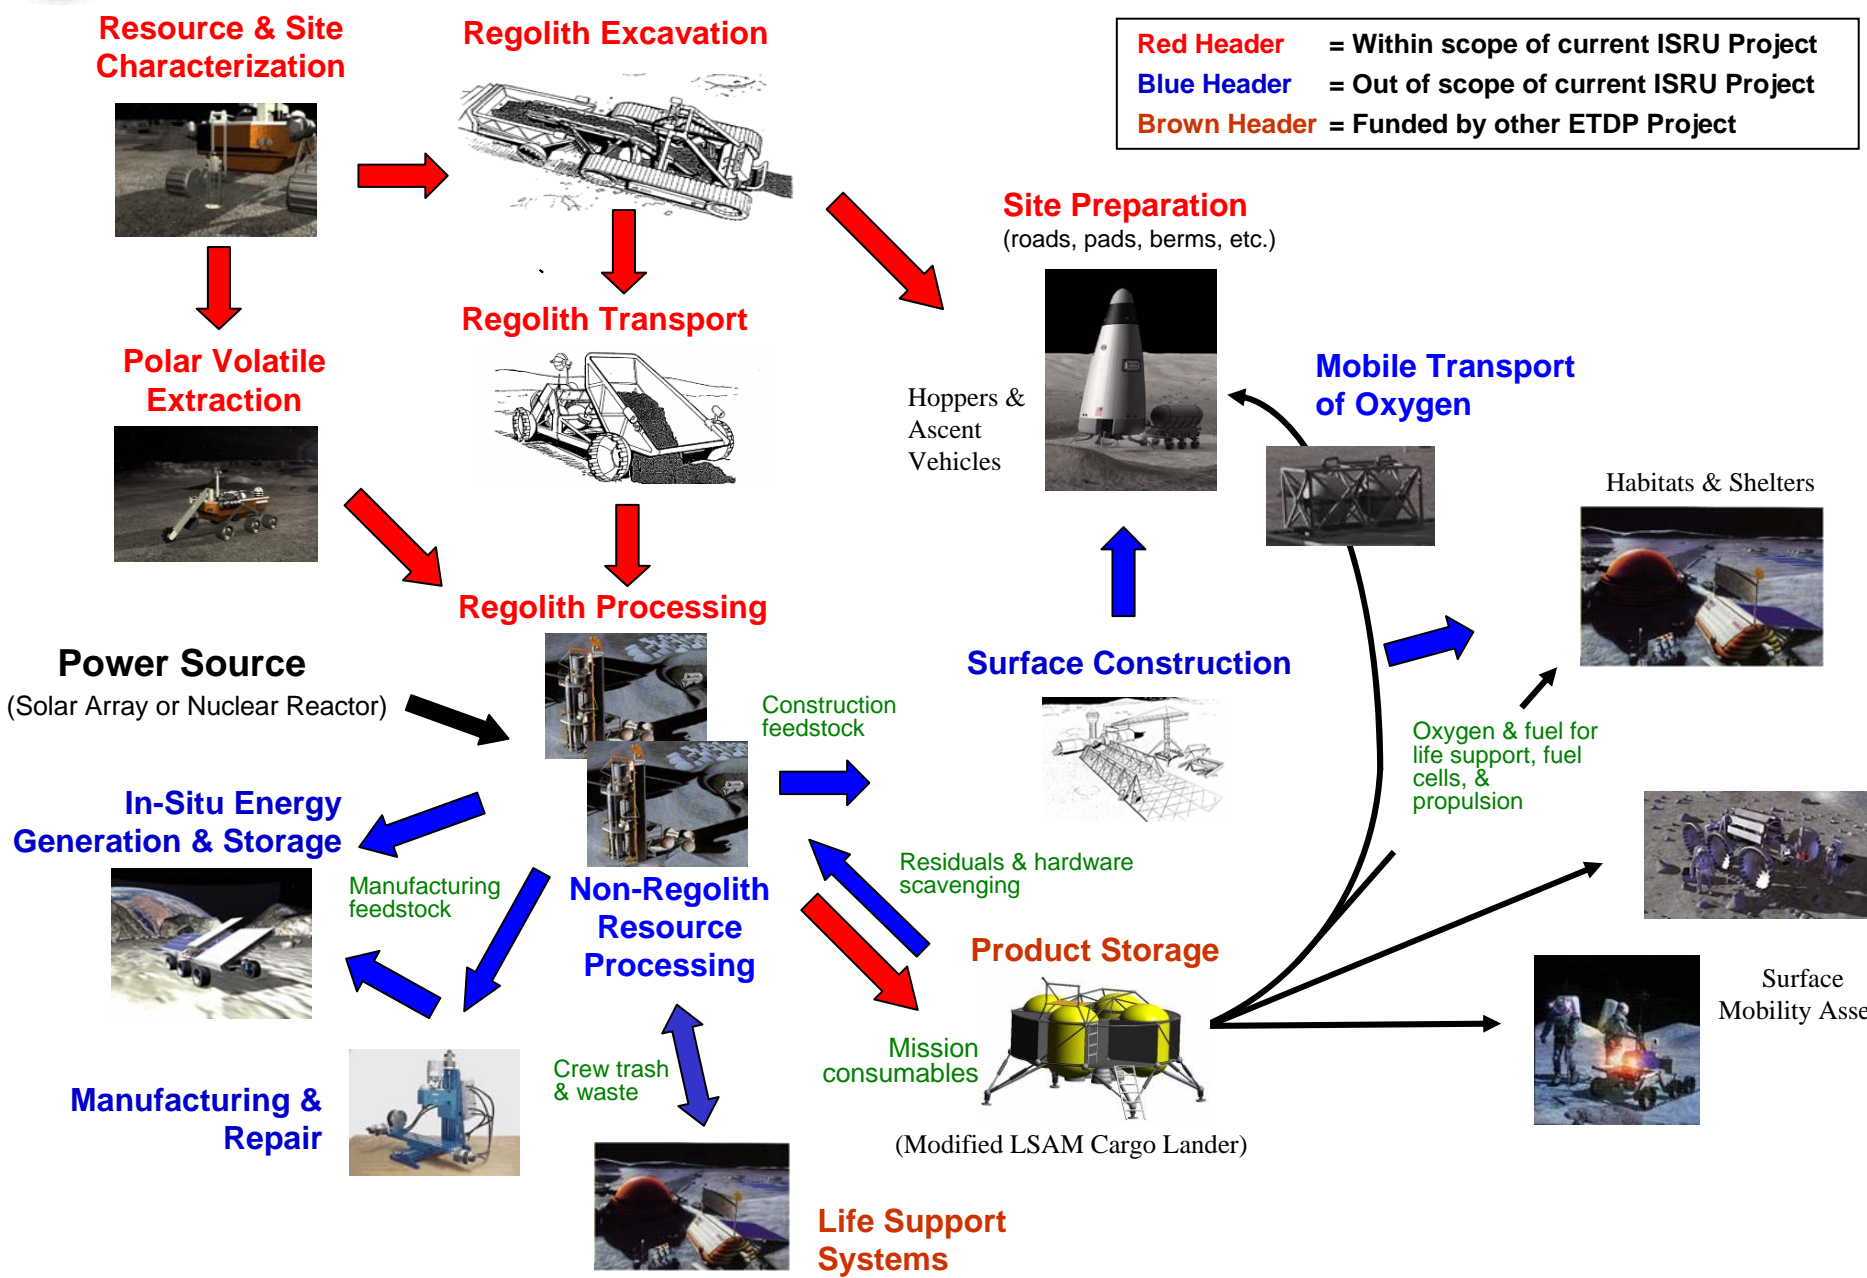 Resource & Site
Characterization
Regolith Excavation
Red Header = Within scope of current ISRU Project
Blue Header = Out of scope of current ISRU Project
Brown Header = Funded by other ETDP Project
Site Preparation
(roads, pads, berms, etc.)
Regolith Transport
Polar Volatile
Extraction
Hoppers &
Ascent
Vehicles
Mobile Transport
of Oxygen
Habitats & Shelters
Regolith Processing
Power Source
(Solar Array or Nuclear Reactor)
Surface Construction
Construction
feedstock
Oxygen & fuel for
life support, fuel
cells, &
propulsion
In-Situ Energy
Generation & Storage
Manufacturing
feedstock
Non-Regolith
Resource
Processing
Residuals & hardware
scavenging
Product Storage
Surface
Mobility Asse
Mission
consumables
Crew trash
& waste
Manufacturing &
Repair
(Modified LSAM Cargo Lander)
Life Support
Systems